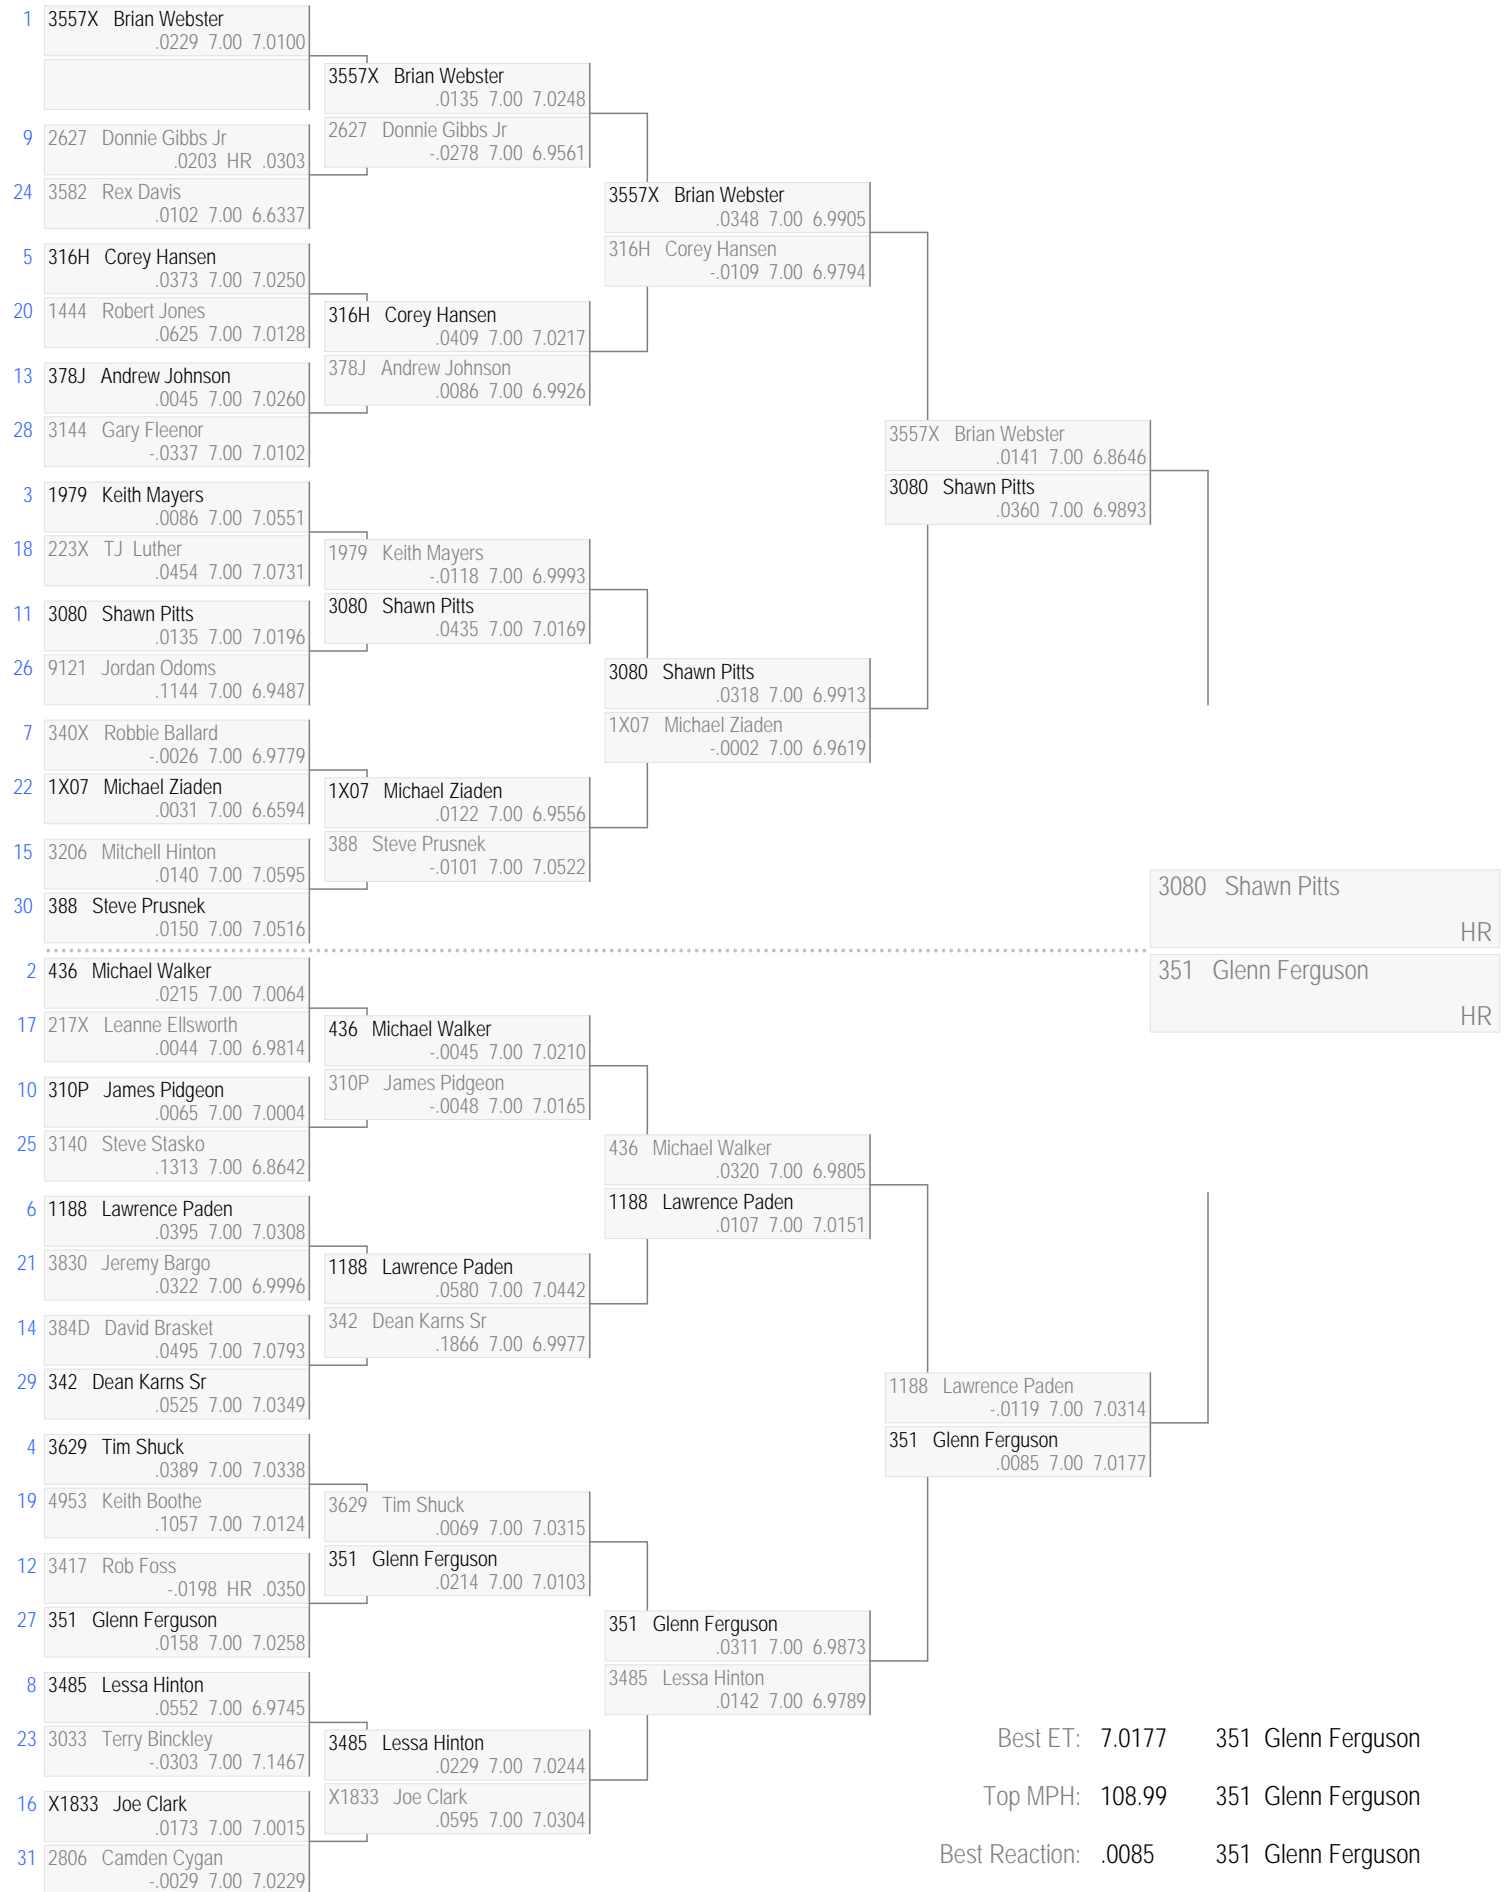 1 3557X Brian Webster
.0229 7.00 7.0100
9 2627 Donnie Gibbs Jr
.0203 HR .0303
24 3582 Rex Davis
.0102 7.00 6.6337
5 316H Corey Hansen
.0373 7.00 7.0250
20 1444 Robert Jones
.0625 7.00 7.0128
13 378J Andrew Johnson
.0045 7.00 7.0260
28 3144 Gary Fleenor
-.0337 7.00 7.0102
3 1979 Keith Mayers
.0086 7.00 7.0551
18 223X TJ Luther
.0454 7.00 7.0731
11 3080 Shawn Pitts
.0135 7.00 7.0196
26 9121 Jordan Odoms
.1144 7.00 6.9487
7 340X Robbie Ballard
-.0026 7.00 6.9779
22 1X07 Michael Ziaden
.0031 7.00 6.6594
15 3206 Mitchell Hinton
.0140 7.00 7.0595
30 388 Steve Prusnek
.0150 7.00 7.0516
2 436 Michael Walker
.0215 7.00 7.0064
17 217X Leanne Ellsworth
.0044 7.00 6.9814
10 310P James Pidgeon
.0065 7.00 7.0004
25 3140 Steve Stasko
.1313 7.00 6.8642
6 1188 Lawrence Paden
.0395 7.00 7.0308
21 3830 Jeremy Bargo
.0322 7.00 6.9996
14 384D David Brasket
.0495 7.00 7.0793
29 342 Dean Karns Sr
.0525 7.00 7.0349
4 3629 Tim Shuck
.0389 7.00 7.0338
19 4953 Keith Boothe
.1057 7.00 7.0124
12 3417 Rob Foss
-.0198 HR .0350
27 351 Glenn Ferguson
.0158 7.00 7.0258
8 3485 Lessa Hinton
.0552 7.00 6.9745
23 3033 Terry Binckley
-.0303 7.00 7.1467
16 X1833 Joe Clark
.0173 7.00 7.0015
31 2806 Camden Cygan
-.0029 7.00 7.0229
3557X Brian Webster
.0135 7.00 7.0248
2627 Donnie Gibbs Jr
-.0278 7.00 6.9561
316H Corey Hansen
.0409 7.00 7.0217
378J Andrew Johnson
.0086 7.00 6.9926
1979 Keith Mayers
-.0118 7.00 6.9993
3080 Shawn Pitts
.0435 7.00 7.0169
1X07 Michael Ziaden
.0122 7.00 6.9556
388 Steve Prusnek
-.0101 7.00 7.0522
436 Michael Walker
-.0045 7.00 7.0210
310P James Pidgeon
-.0048 7.00 7.0165
1188 Lawrence Paden
.0580 7.00 7.0442
342 Dean Karns Sr
.1866 7.00 6.9977
3629 Tim Shuck
.0069 7.00 7.0315
351 Glenn Ferguson
.0214 7.00 7.0103
3485 Lessa Hinton
.0229 7.00 7.0244
X1833 Joe Clark
.0595 7.00 7.0304
3557X Brian Webster
.0348 7.00 6.9905
316H Corey Hansen
-.0109 7.00 6.9794
3080 Shawn Pitts
.0318 7.00 6.9913
1X07 Michael Ziaden
-.0002 7.00 6.9619
436 Michael Walker
.0320 7.00 6.9805
1188 Lawrence Paden
.0107 7.00 7.0151
351 Glenn Ferguson
.0311 7.00 6.9873
3485 Lessa Hinton
.0142 7.00 6.9789
3557X Brian Webster
.0141 7.00 6.8646
3080 Shawn Pitts
.0360 7.00 6.9893
1188 Lawrence Paden
-.0119 7.00 7.0314
351 Glenn Ferguson
.0085 7.00 7.0177
3080 Shawn Pitts
HR
351 Glenn Ferguson
HR
Best ET: 7.0177 351 Glenn Ferguson
Top MPH: 108.99 351 Glenn Ferguson
Best Reaction: .0085 351 Glenn Ferguson